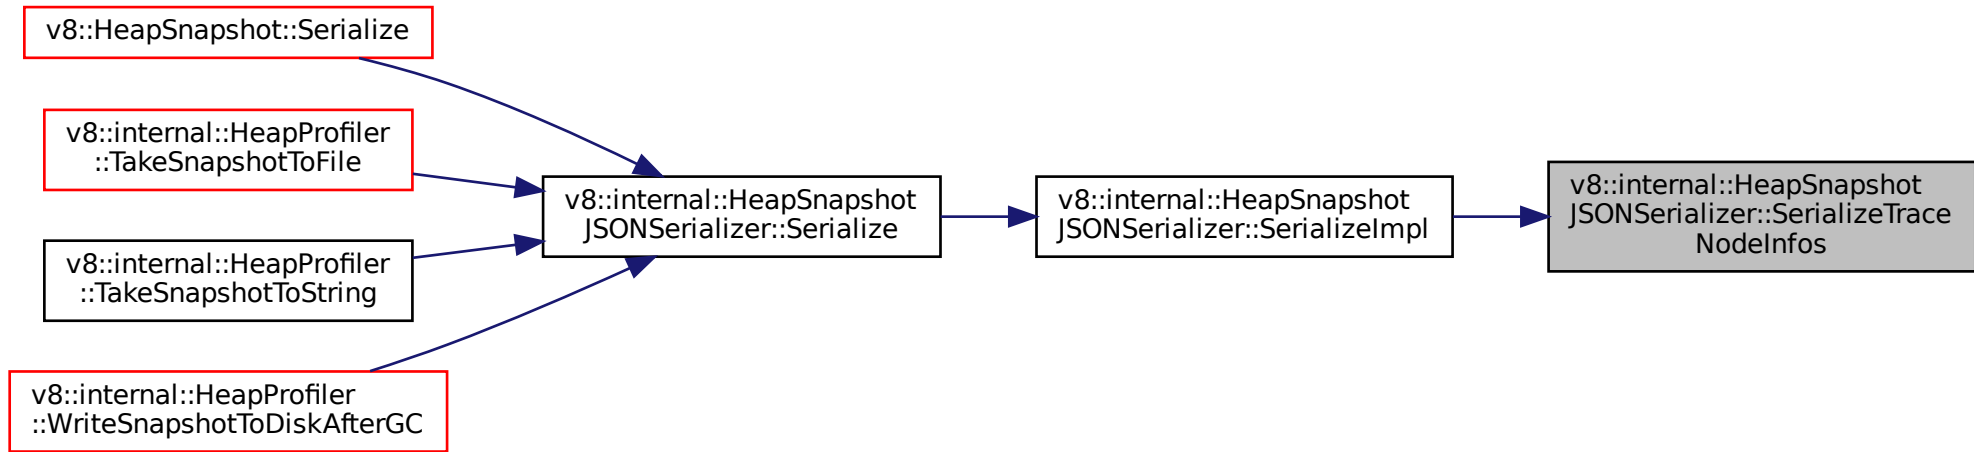 v8::HeapSnapshot::Serialize
v8::internal::HeapProfiler
::TakeSnapshotToFile
v8::internal::HeapProfiler
::TakeSnapshotToString
v8::internal::HeapProfiler
::WriteSnapshotToDiskAfterGC
v8::internal::HeapSnapshot
JSONSerializer::Serialize
v8::internal::HeapSnapshot
JSONSerializer::SerializeImpl
v8::internal::HeapSnapshot
JSONSerializer::SerializeTrace
NodeInfos